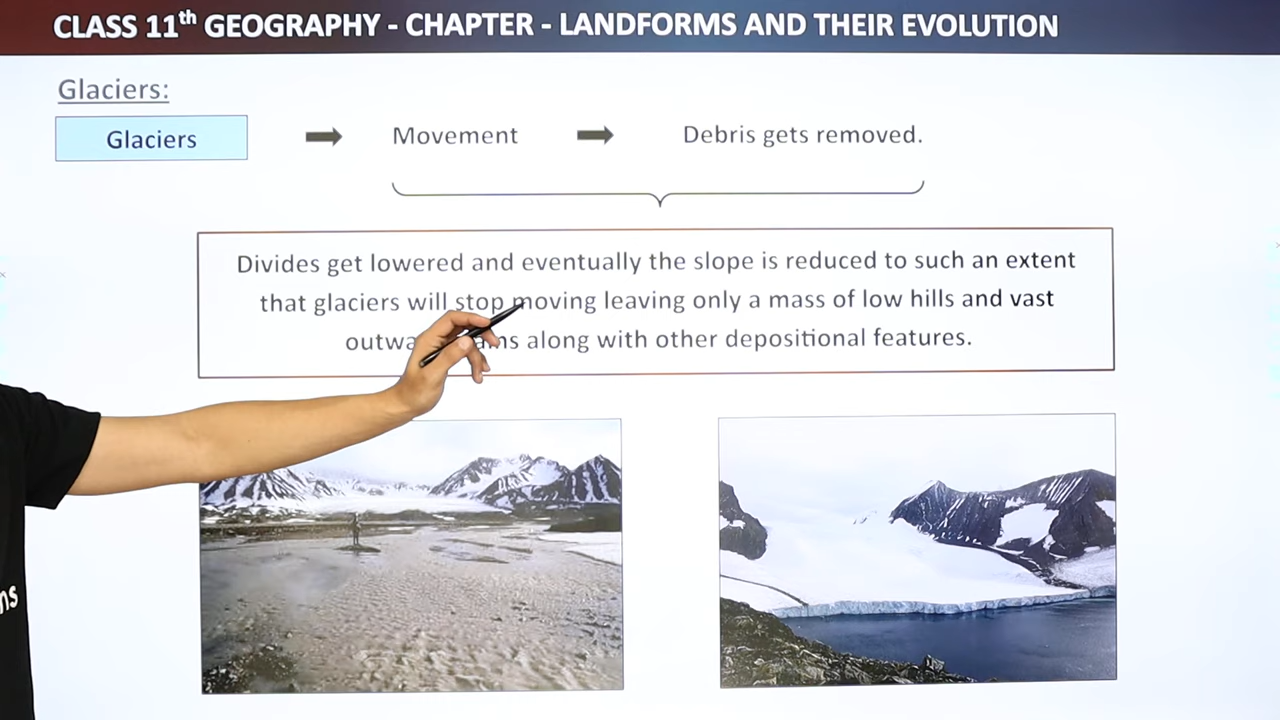 CLASS 11th GEOGRAPHY - CHAPTER - LANDFORMS AND THEIR EVOLUTION
Glaciers:
Glaciers
Movement
Debris gets removed.
Divides get lowered and eventually the slope is reduced to such an extent
that glaciers will stop moving leaving only a mass of low hills and vast
along with other depositional features.